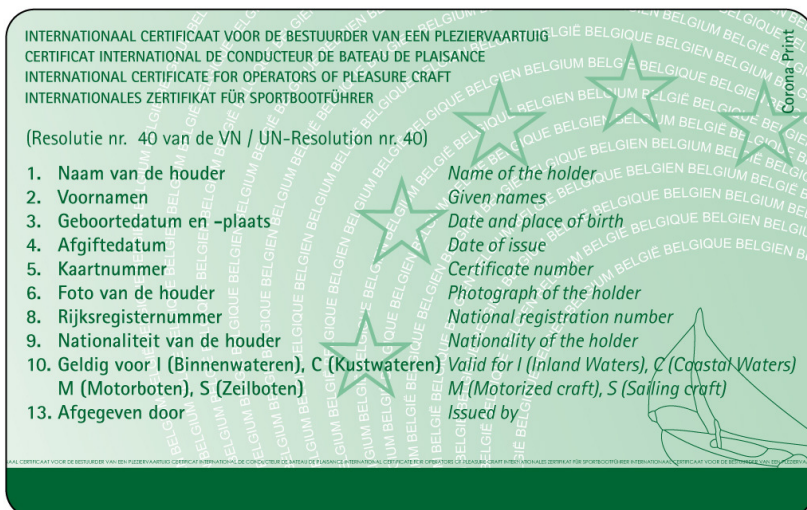 INTERNATIONAAL CERTIFICAAT VOOR DE BESTUURDER VAN EEN PLEZIERVAARTUIG
CERTIFICAT INTERNATIONAL DE CONDUCTEUR DE BATEAU DE PLAISANCE
INTERNATIONAL CERTIFICATE FOR OPERATORS OF PLEASURE CRAFT
INTERNATIONALES ZERTIFIKAT FÜR SPORTBOOTFÜHRER
Corona Print
(Resolutie nr. 40 van de VN / UN-Resolution nr. 40)
1. Naam van de houder Name of the holder
2. Voornamen Given names
3. Geboortedatum en -plaats Date and place of birth
4. Afgiftedatum Date of issue
5. Kaartnummer Certificate number
6. Foto van de houder Photograph of the holder
8. Rijksregisternummer National registration number
9. Nationaliteit van de houder Nationality of the holder
10. Geldig voor I (Binnenwateren), C (Kustwateren) Valid for I (Inland Waters), C (Coastal Waters)
M (Motorboten), S (Zeilboten) M (Motorized craft), S (Sailing craft)
13. Afgegeven door Issued by